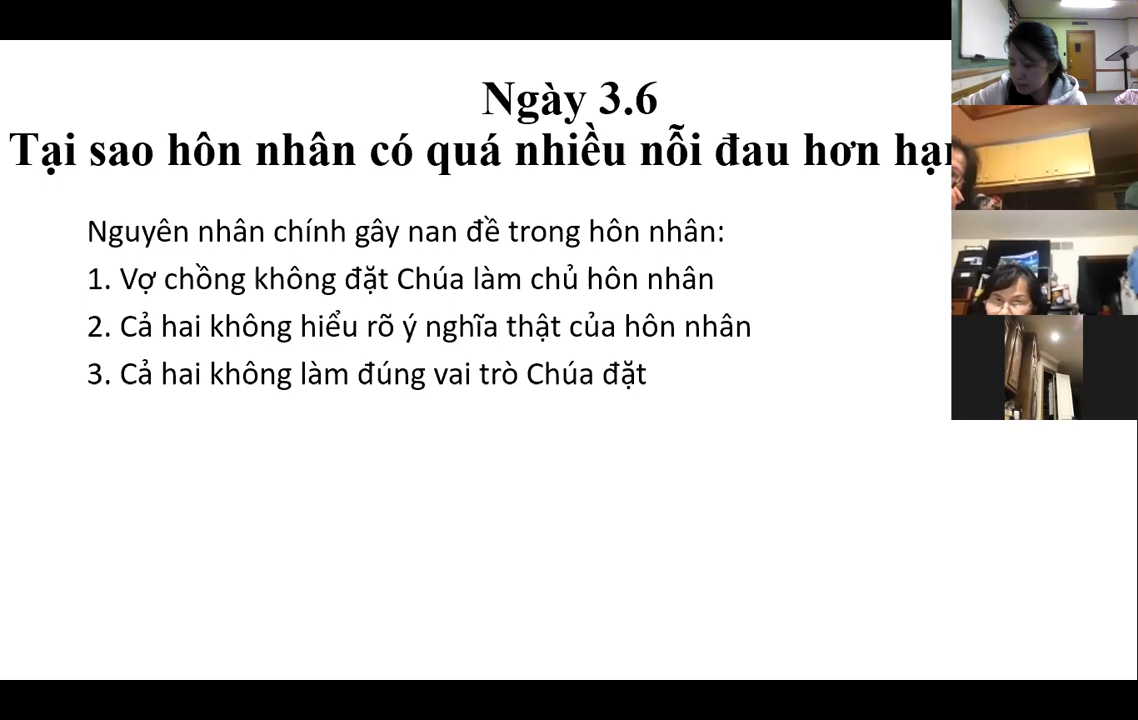 Ngày 3.6
Tại sao hôn nhân có quá nhiều nỗi đau hơn
Nguyên nhân chính gây nan đề trong hôn nhân:
1. Vợ chồng không đặt Chúa làm chủ hôn nhân
2. Cả hai không hiểu rõ ý nghĩa thật của hôn nhân
3. Cả hai không làm đúng vai trò Chúa đặt